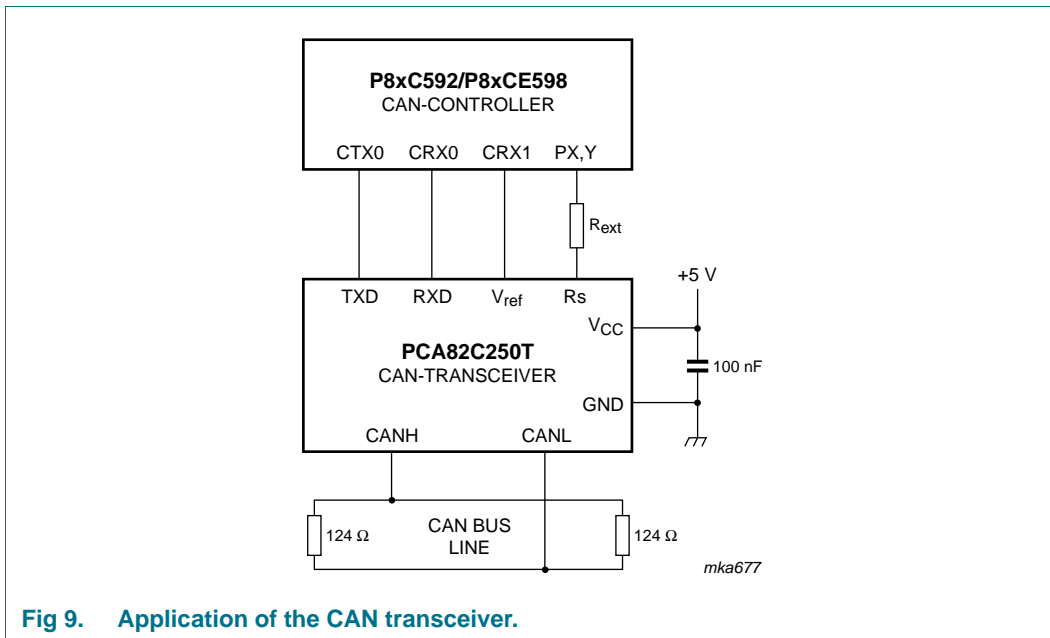 P8xC592/P8xCE598
CAN-CONTROLLER
CTX0 CRX0 CRX1 PX,Y
Rext
+5 V
TXD RXD Vref Rs
VCC
PCA82C250T
CAN-TRANSCEIVER
100 nF
GND
CANH CANL
124 Ω
CAN BUS
LINE
124 Ω
mka677
Fig 9. Application of the CAN transceiver.